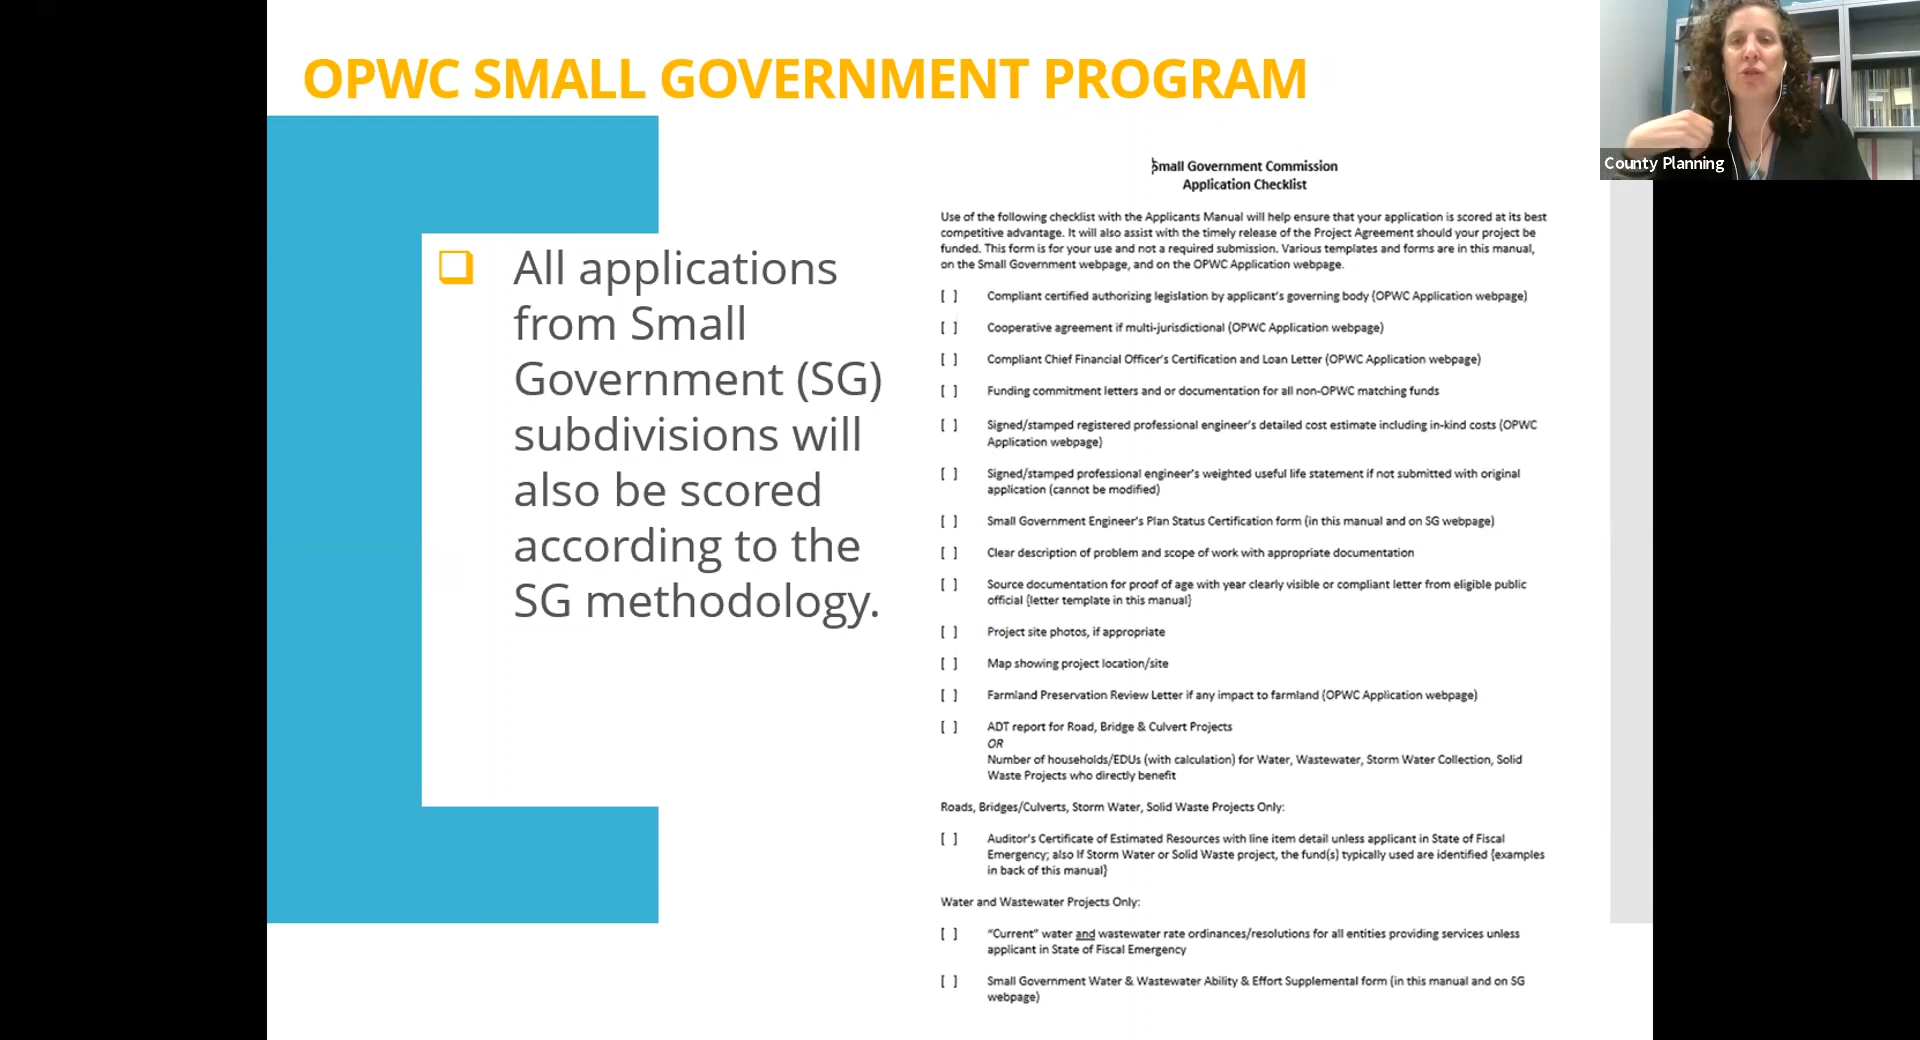 OPWC SMALL GOVERNMENT PROGRAM
County Planning
All applications
from Small
Government (SG)
subdivisions will
also be scored
according to the
SG methodology.
Small Government Commission
Application Checklist
Use of the following checklist with the Applicants Manual will help ensure that your application is scored at its best
competitive advantage. It will also assist with the timely release of the Project Agreement should your project be
funded. This form is for your use and not a required submission. Various templates and forms are in this manual,
on the Small Government webpage, and on the OPWC Application webpage.
[ ] Compliant certified authorizing legislation by applicant's governing body (OPWC Application webpage)
[ ] Cooperative agreement if multi-jurisdictional (OPWC Application webpage)
[ ] Compliant Chief Financial Officer's Certification and Loan Letter (OPWC Application webpage)
[ ] Funding commitment letters and or documentation for all non-OPWC matching funds
[ ] Signed/stamped registered professional engineer's detailed cost estimate including in-kind costs (OPWC
Application webpage)
[ ] Signed/stamped professional engineer's weighted useful life statement if not submitted with original
application (cannot be modified)
[ ] Small Government Engineer's Plan Status Certification form (in this manual and on SG webpage)
[ ] Clear description of problem and scope of work with appropriate documentation
[ ] Source documentation for proof of age with year clearly visible or compliant letter from eligible public
official {letter template in this manual}
[ ] Project site photos, if appropriate
[ ] Map showing project location/site
[ ] Farmland Preservation Review Letter if any impact to farmland (OPWC Application webpage)
[ ] ADT report for Road, Bridge & Culvert Projects
OR
Number of households/EDUs (with calculation) for Water, Wastewater, Storm Water Collection, Solid
Waste Projects who directly benefit
Roads, Bridges/Culverts, Storm Water, Solid Waste Projects Only:
[ ] Auditor's Certificate of Estimated Resources with line item detail unless applicant in State of Fiscal
Emergency; also If Storm Water or Solid Waste project, the fund(s) typically used are identified {examples
in back of this manual}
Water and Wastewater Projects Only:
[ ] "Current" water and wastewater rate ordinances/resolutions for all entities providing services unless
applicant in State of Fiscal Emergency
[ ] Small Government Water & Wastewater Ability & Effort Supplemental form (in this manual and on SG
webpage)